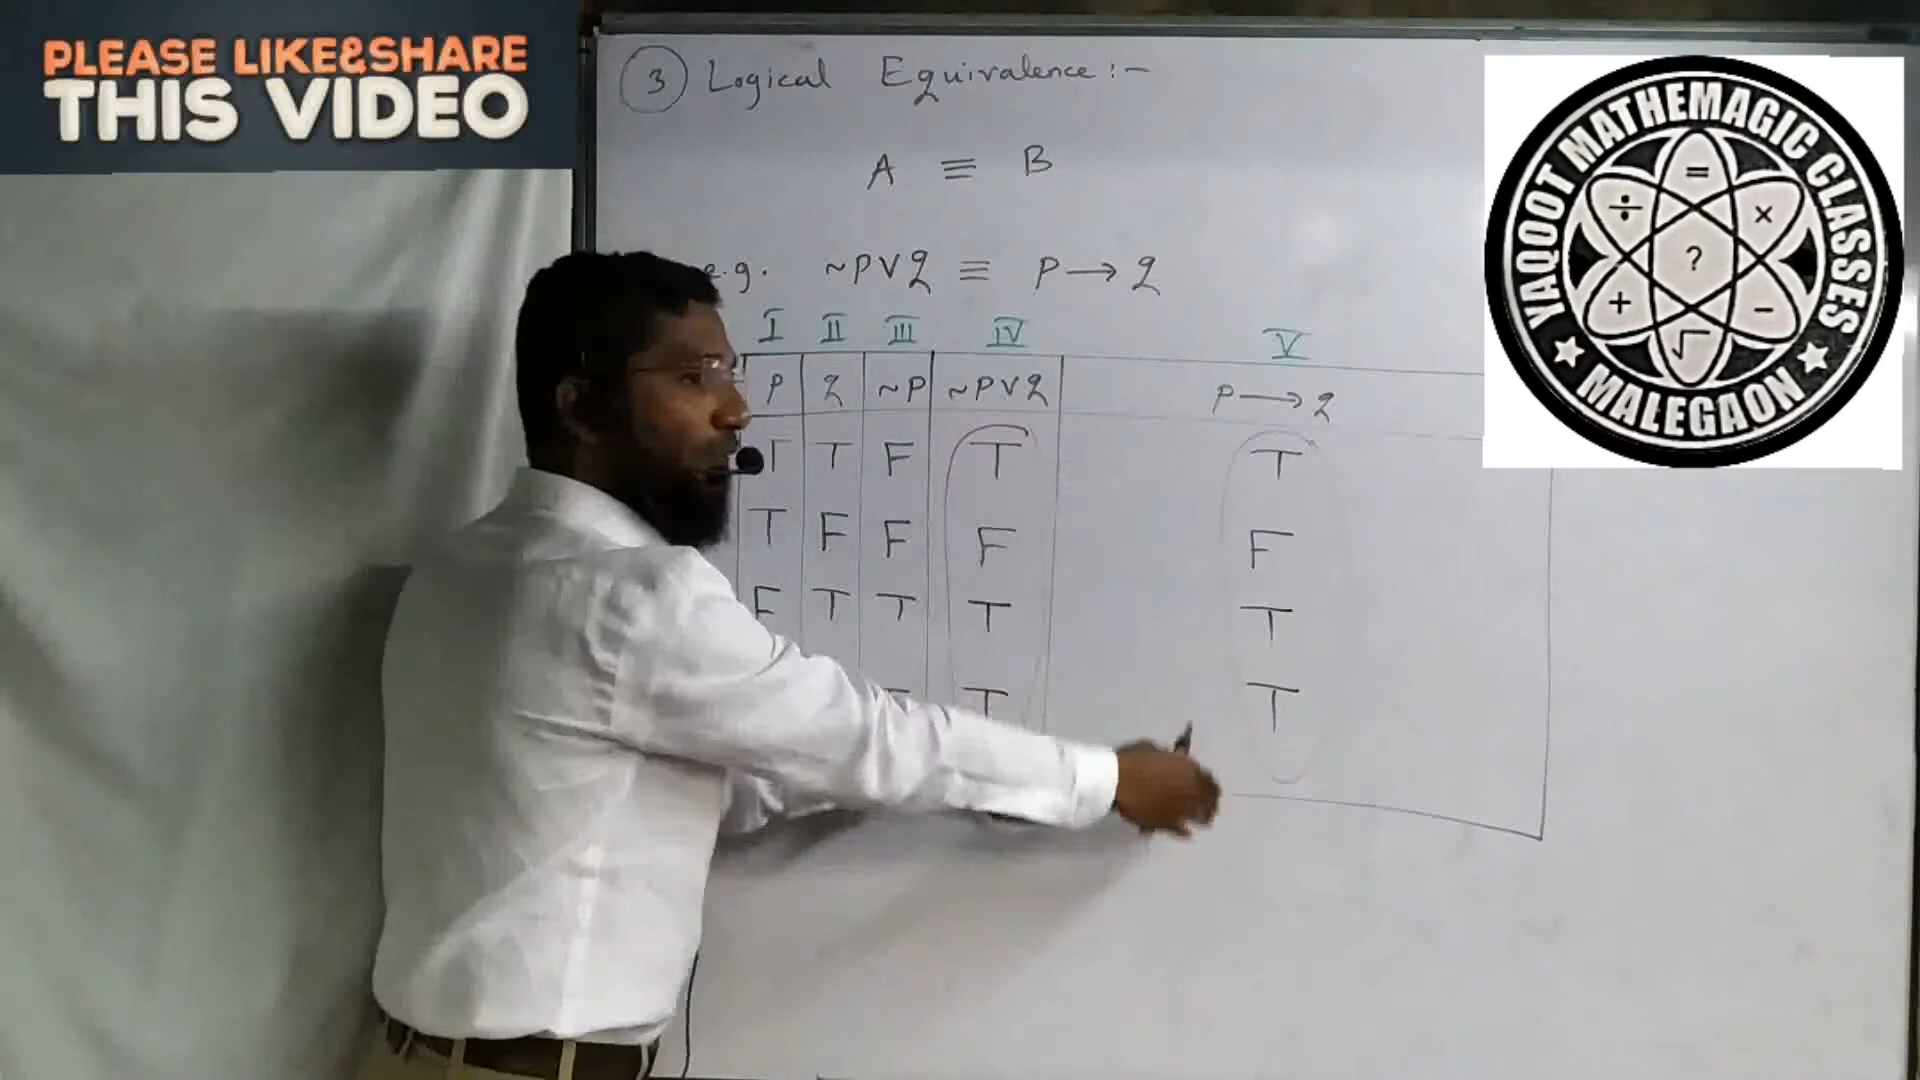 PLEASE LIKE&SHARE
THIS VIDEO
③ Logical Equivalence :-
A ≡ B
e.g. ~p∨q ≡ p → q
I II III IV V
p q ~p ~p∨q p → q
T T F T T
T F F F F
F T T T T
T T T
YAQOOT MATHEMAGIC CLASSES
= ÷ × ? + − √
★ MALEGAON ★